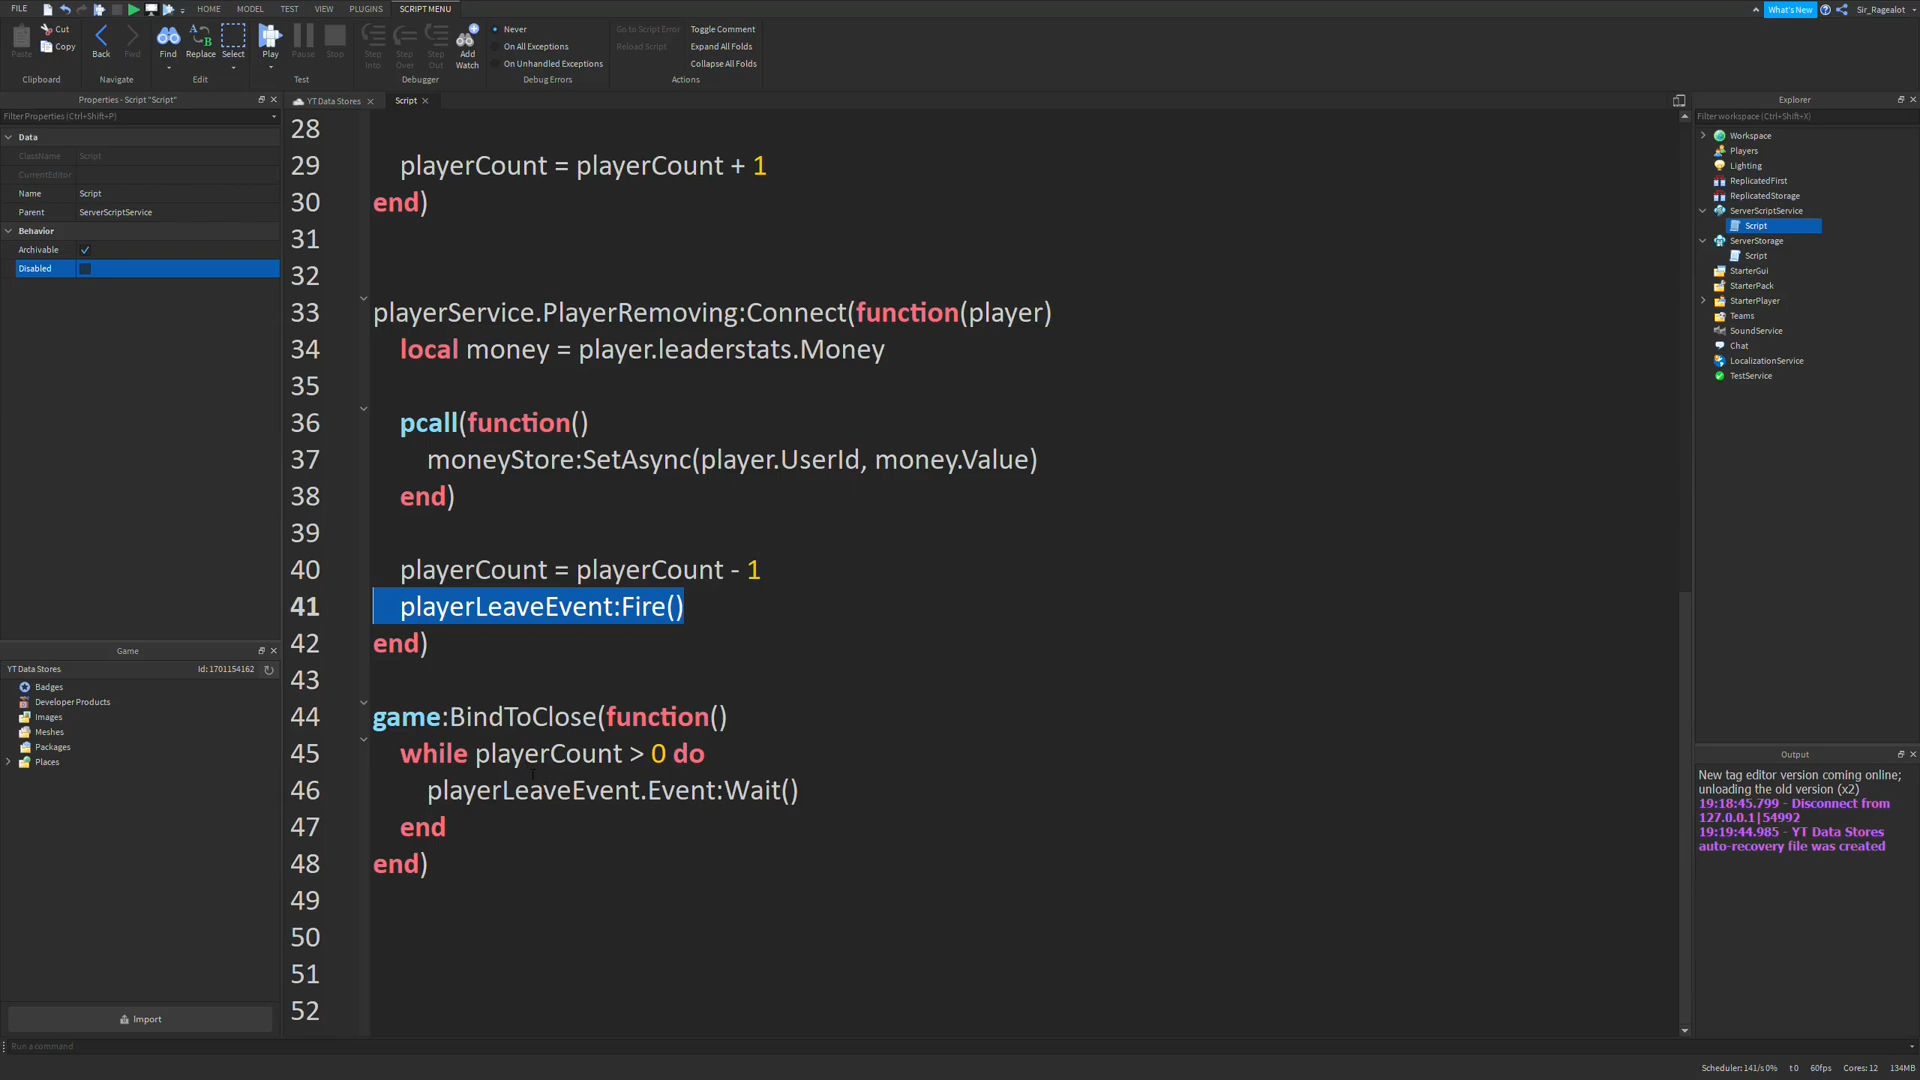 FILE HOME MODEL TEST VIEW PLUGINS SCRIPT MENU What's New Sir_Ragealot
Paste Cut Copy Clipboard
Back Fwd Navigate
Find Replace Select Edit
Play Pause Stop Test
Step Into Step Over Step Out Add Watch Debugger
Never
On All Exceptions
On Unhandled Exceptions
Debug Errors
Go to Script Error Toggle Comment
Reload Script Expand All Folds
Collapse All Folds
Actions
Properties - Script "Script"
Filter Properties (Ctrl+Shift+P)
Data
ClassName Script
CurrentEditor
Name Script
Parent ServerScriptService
Behavior
Archivable
Disabled
Game
YT Data Stores Id: 1701154162
Badges
Developer Products
Images
Meshes
Packages
Places
Import
YT Data Stores Script
28
29 playerCount = playerCount + 1
30 end)
31
32
33 playerService.PlayerRemoving:Connect(function(player)
34 local money = player.leaderstats.Money
35
36 pcall(function()
37 moneyStore:SetAsync(player.UserId, money.Value)
38 end)
39
40 playerCount = playerCount - 1
41 playerLeaveEvent:Fire()
42 end)
43
44 game:BindToClose(function()
45 while playerCount > 0 do
46 playerLeaveEvent.Event:Wait()
47 end
48 end)
49
50
51
52
Explorer
Filter workspace (Ctrl+Shift+X)
Workspace
Players
Lighting
ReplicatedFirst
ReplicatedStorage
ServerScriptService
Script
ServerStorage
Script
StarterGui
StarterPack
StarterPlayer
Teams
SoundService
Chat
LocalizationService
TestService
Output
New tag editor version coming online;
unloading the old version (x2)
19:18:45.799 - Disconnect from
127.0.0.1|54992
19:19:44.985 - YT Data Stores
auto-recovery file was created
Run a command
Scheduler: 141/s 0% t 0 60fps Cores: 12 134MB